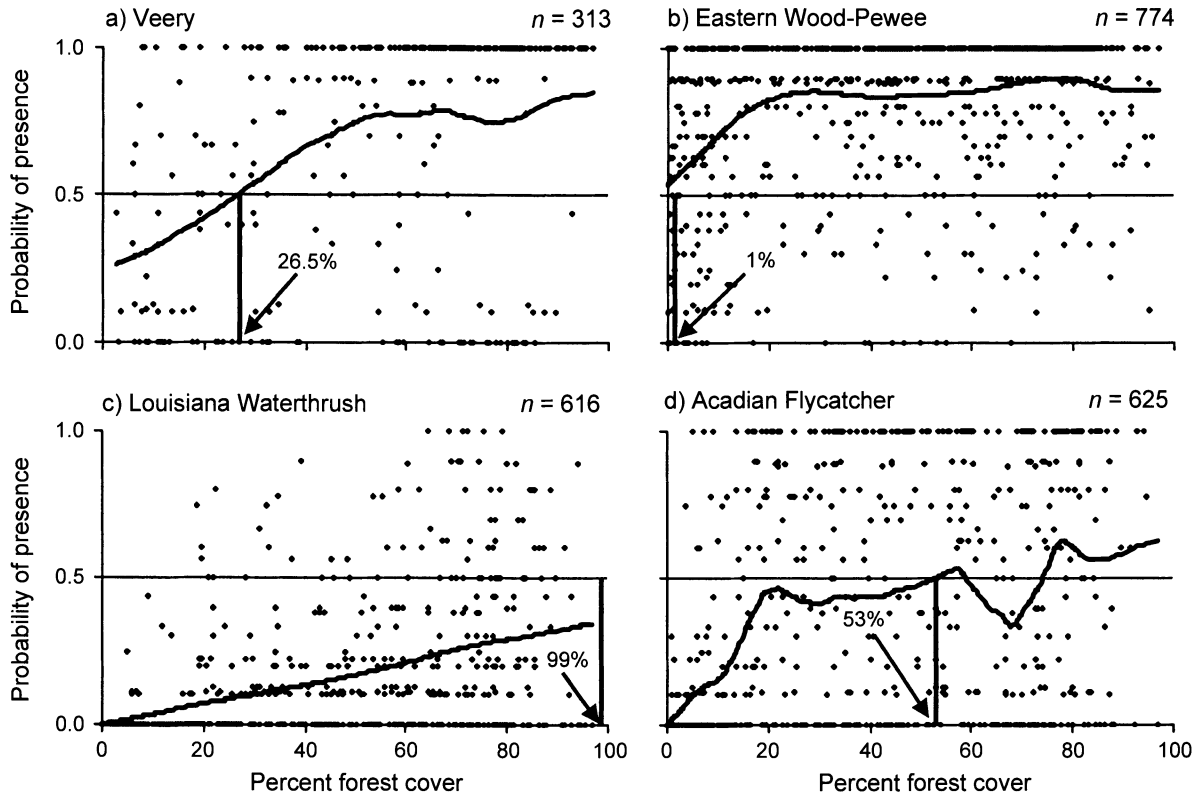 a) Veery n = 313
b) Eastern Wood-Pewee n = 774
1.0
0.5
0.0
Probability of presence
26.5%
1%
c) Louisiana Waterthrush n = 616
d) Acadian Flycatcher n = 625
1.0
0.5
0.0
Probability of presence
99%
53%
0 20 40 60 80 100
0 20 40 60 80 100
Percent forest cover
Percent forest cover